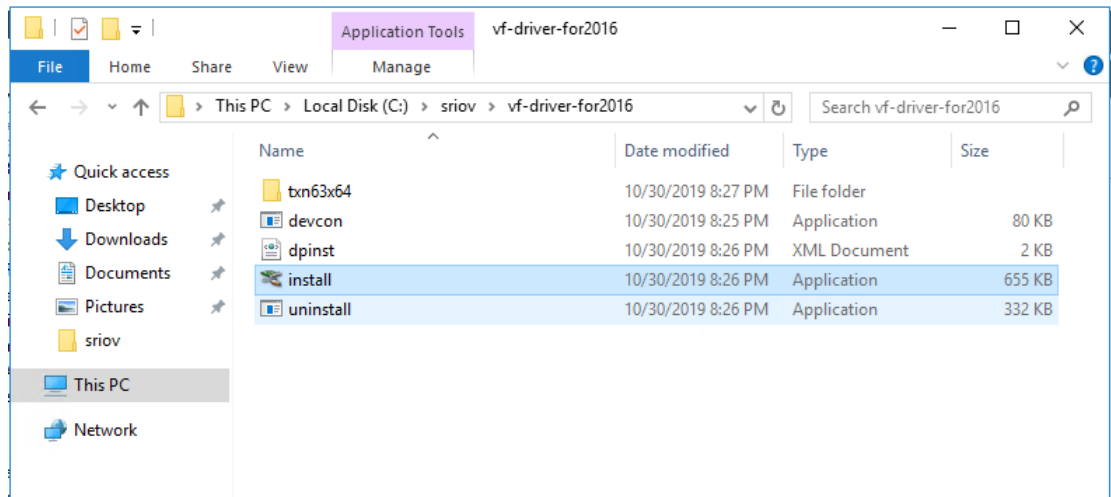 Application Tools vf-driver-for2016
File Home Share View Manage
This PC Local Disk (C:) sriov vf-driver-for2016 Search vf-driver-for2016
Name Date modified Type Size
Quick access
Desktop
Downloads
Documents
Pictures
sriov
This PC
Network
txn63x64 10/30/2019 8:27 PM File folder
devcon 10/30/2019 8:25 PM Application 80 KB
dpinst 10/30/2019 8:26 PM XML Document 2 KB
install 10/30/2019 8:26 PM Application 655 KB
uninstall 10/30/2019 8:26 PM Application 332 KB